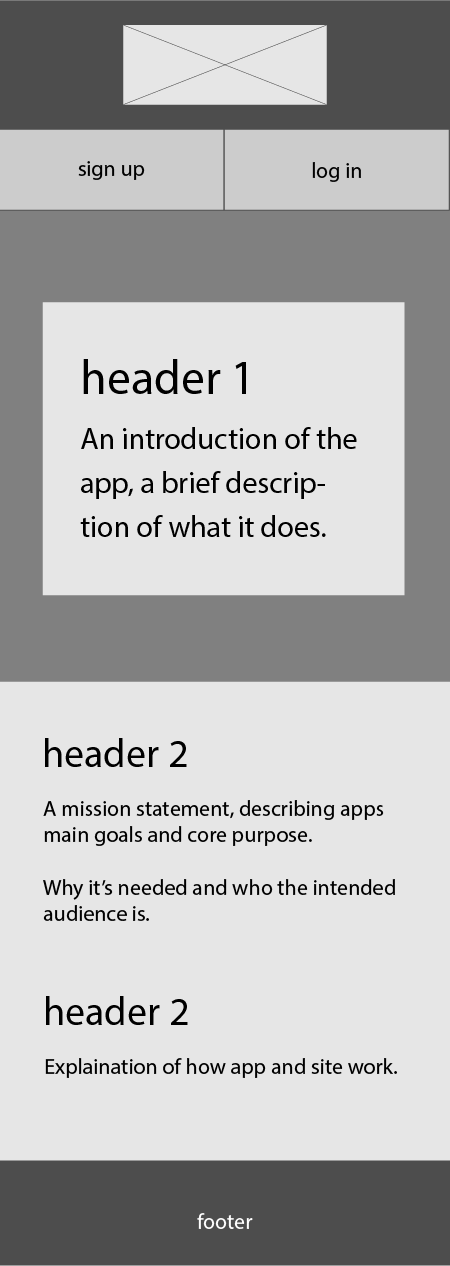 sign up
log in
header 1
An introduction of the
app, a brief descrip-
tion of what it does.
header 2
A mission statement, describing apps
main goals and core purpose.
Why it’s needed and who the intended
audience is.
header 2
Explaination of how app and site work.
footer